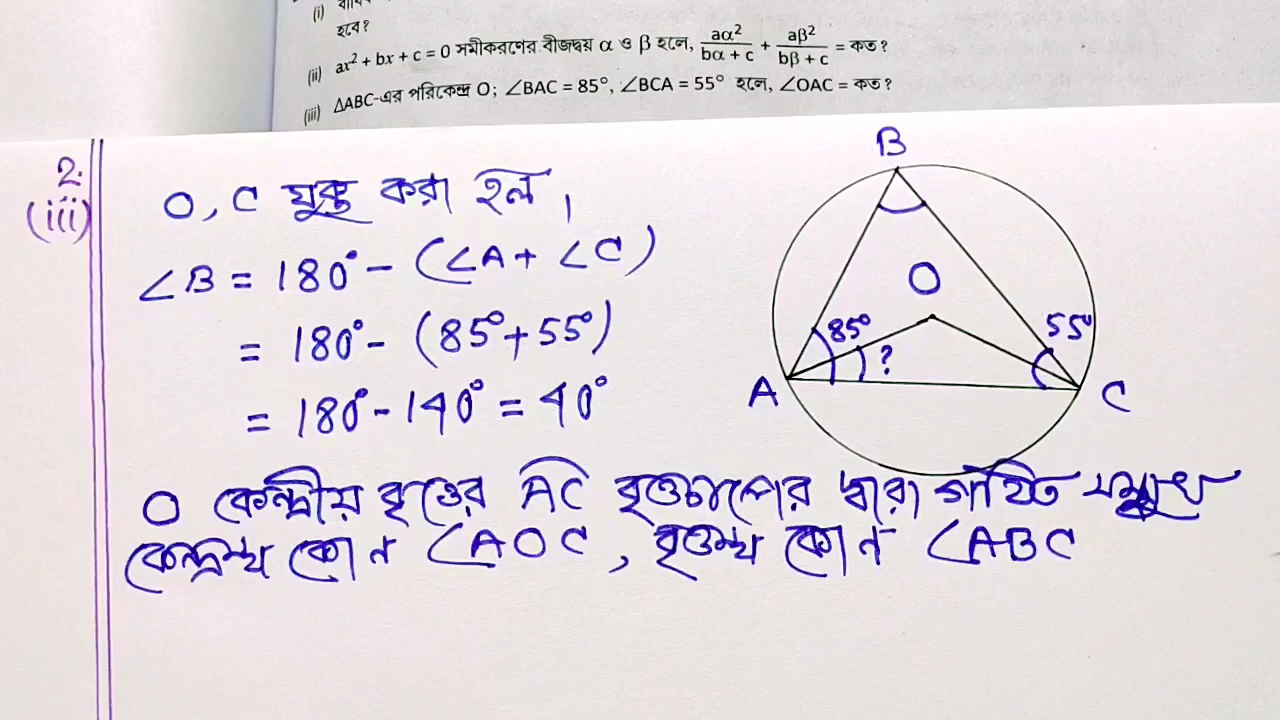 (i)
হবে?
(ii) ax² + bx + c = 0 সমীকরণের বীজদ্বয় α ও β হলে, aα²/(bα + c) + aβ²/(bβ + c) = কত?
(iii) ΔABC-এর পরিকেন্দ্র O; ∠BAC = 85°, ∠BCA = 55° হলে, ∠OAC = কত?
2.
(iii)
O, C যুক্ত করা হল,
∠B = 180° - (∠A + ∠C)
= 180° - (85° + 55°)
= 180° - 140° = 40°
B
O
85°
?
55°
A
C
O কেন্দ্রীয় বৃত্তের AC বৃত্তচাপের দ্বারা গঠিত সম্মুখ
কেন্দ্রস্থ কোন ∠AOC, বৃত্তস্থ কোন ∠ABC